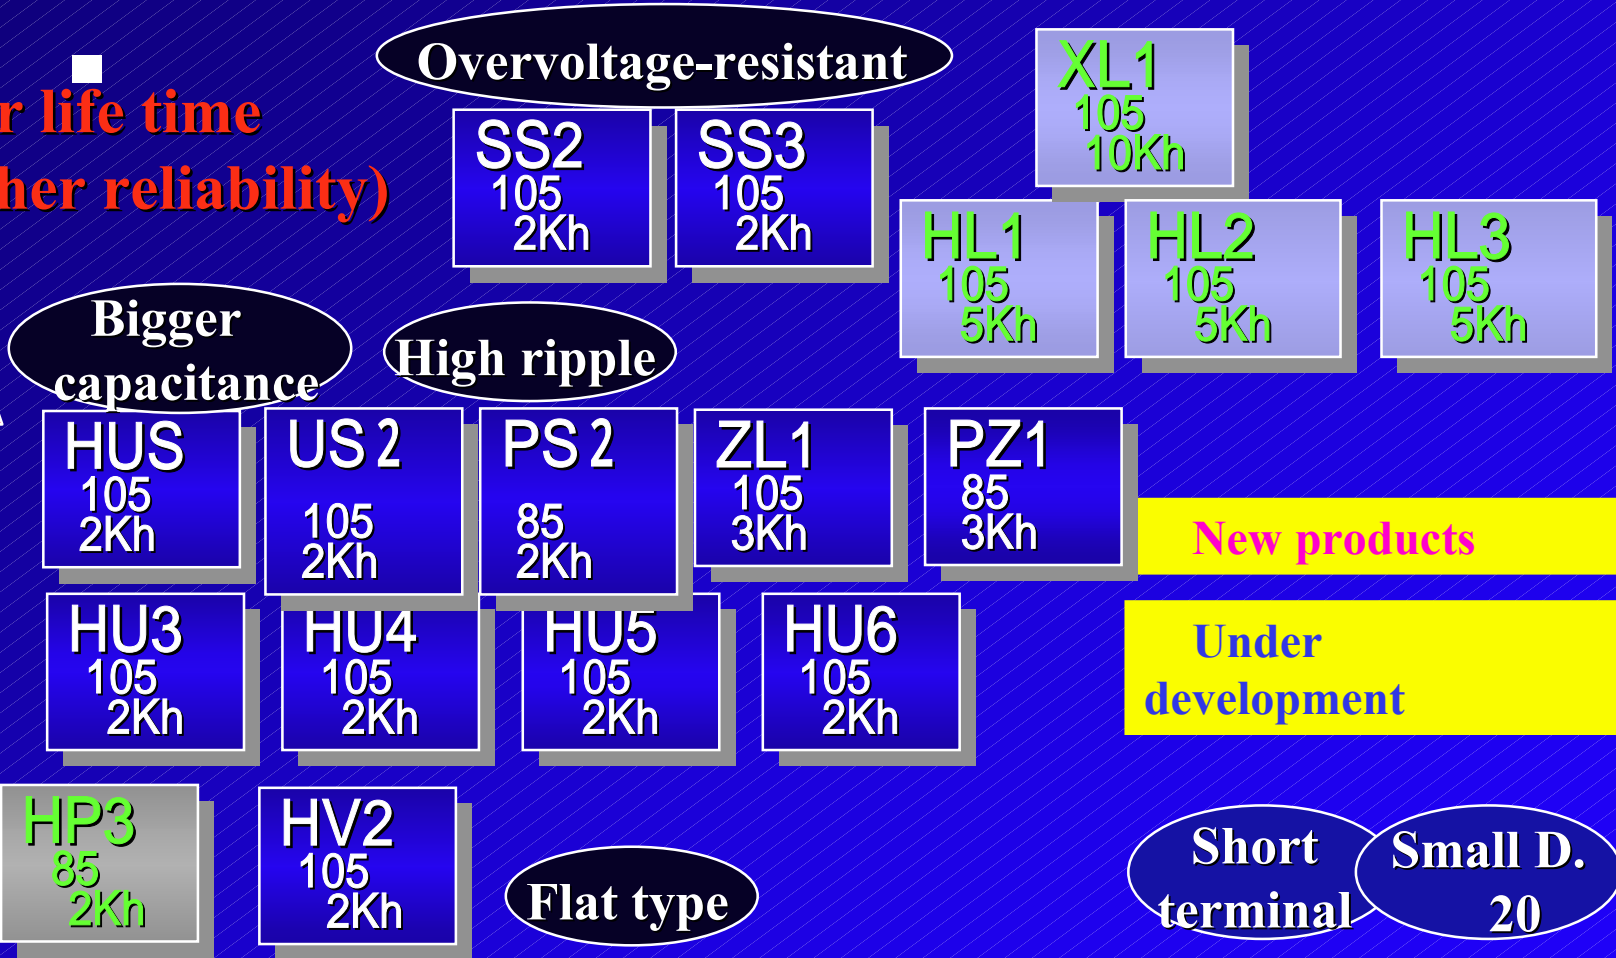 Overvoltage-resistant
r life time
her reliability)
SS2
105
2Kh
SS3
105
2Kh
XL1
105
10Kh
HL1
105
5Kh
HL2
105
5Kh
HL3
105
5Kh
Bigger
capacitance
High ripple
HUS
105
2Kh
US 2
105
2Kh
PS 2
85
2Kh
ZL1
105
3Kh
PZ1
85
3Kh
New products
HU3
105
2Kh
HU4
105
2Kh
HU5
105
2Kh
HU6
105
2Kh
Under
development
HP3
85
2Kh
HV2
105
2Kh
Flat type
Short
terminal
Small D.
20